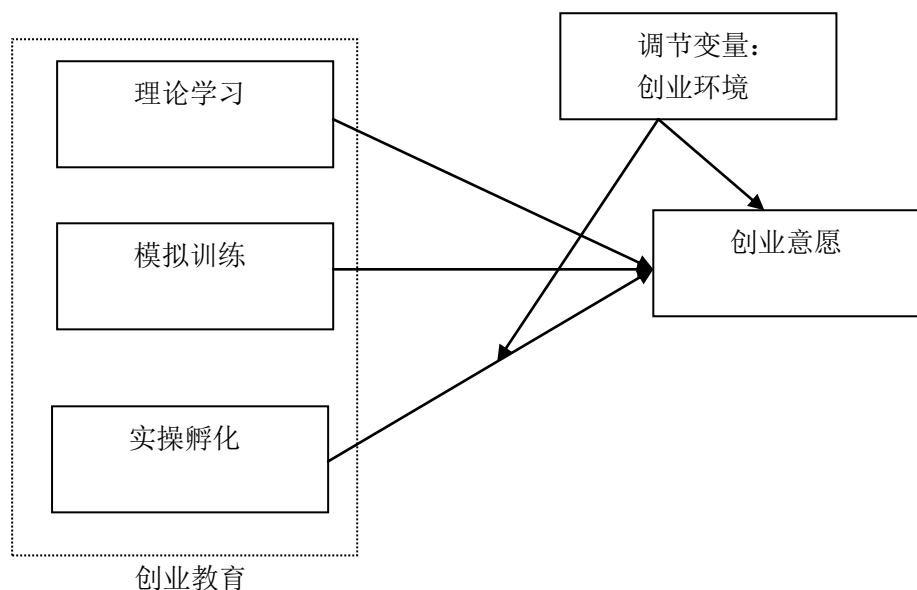 调节变量：
创业环境
理论学习
模拟训练
创业意愿
实操孵化
创业教育